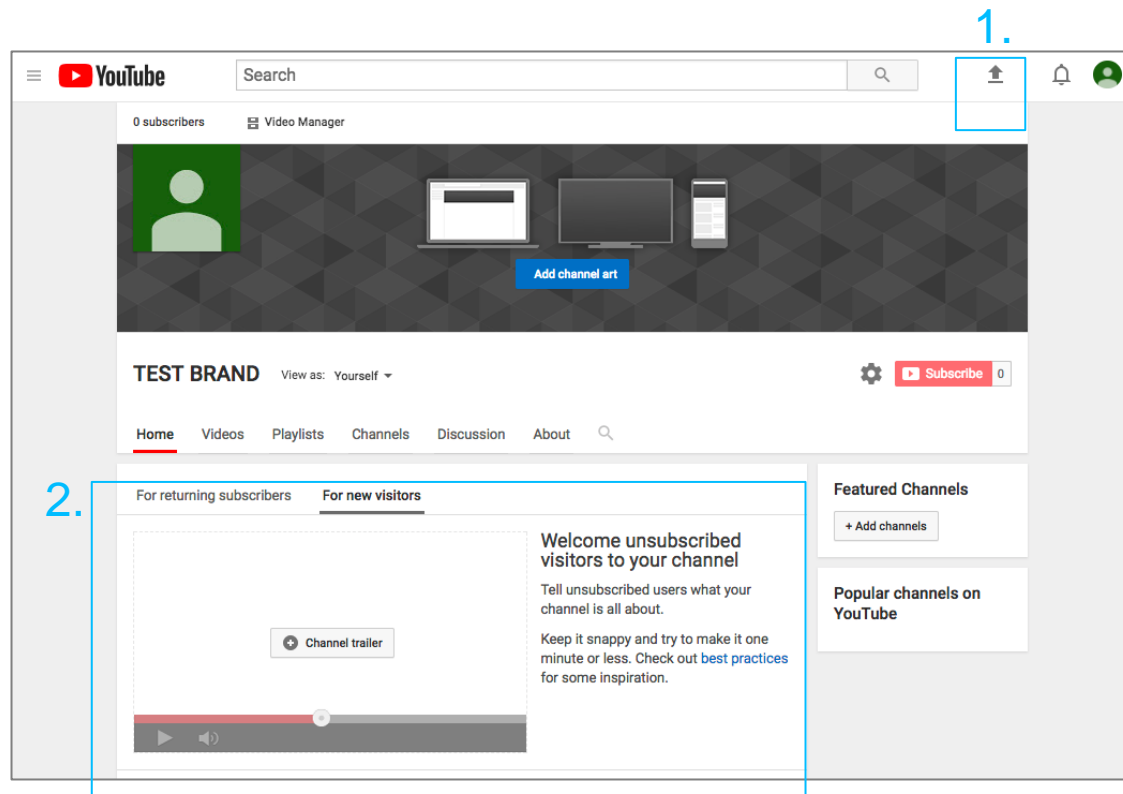 1.
YouTube
Search
0 subscribers
Video Manager
Add channel art
TEST BRAND
View as: Yourself
Subscribe 0
Home Videos Playlists Channels Discussion About
2.
For returning subscribers For new visitors
Channel trailer
Welcome unsubscribed
visitors to your channel
Tell unsubscribed users what your
channel is all about.
Keep it snappy and try to make it one
minute or less. Check out best practices
for some inspiration.
Featured Channels
+ Add channels
Popular channels on
YouTube